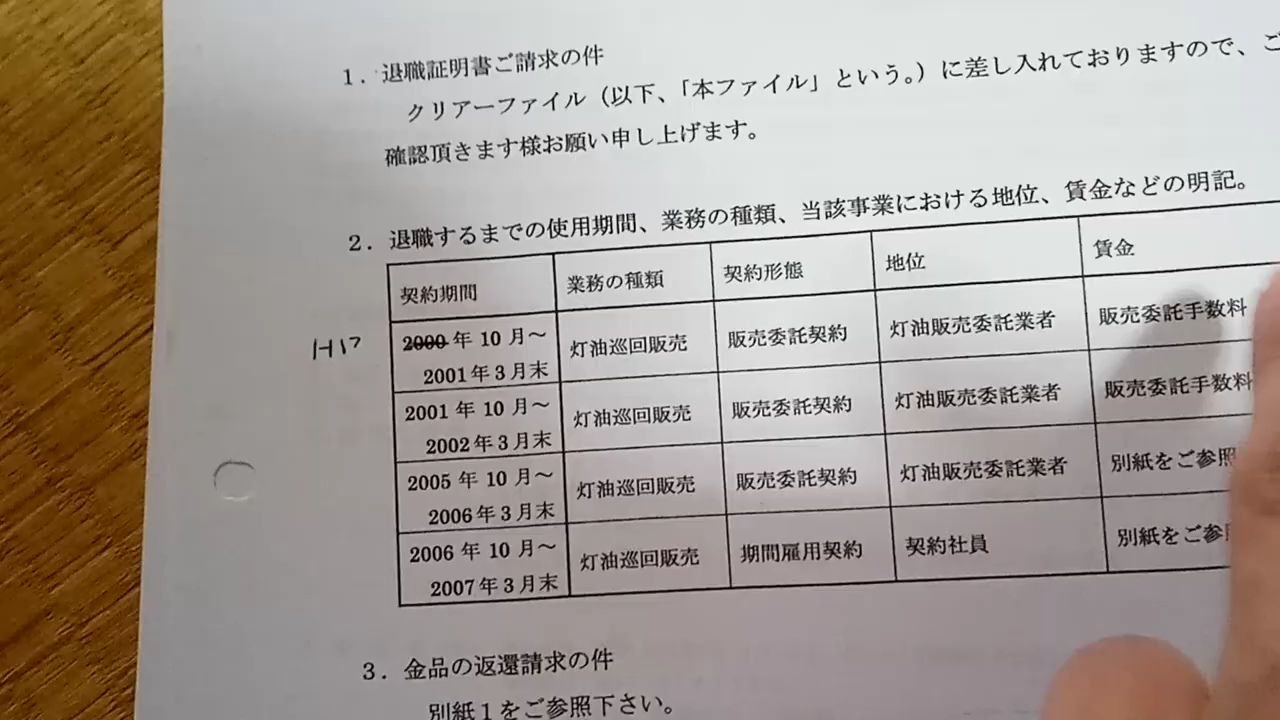 1．退職証明書ご請求の件
クリアーファイル（以下、「本ファイル」という。）に差し入れておりますので、ご
確認頂きます様お願い申し上げます。
2．退職するまでの使用期間、業務の種類、当該事業における地位、賃金などの明記。
契約期間 業務の種類 契約形態 地位 賃金
H17 2000 年 10 月～ 灯油巡回販売 販売委託契約 灯油販売委託業者 販売委託手数料
2001 年 3 月末
2001 年 10 月～ 灯油巡回販売 販売委託契約 灯油販売委託業者 販売委託手数料
2002 年 3 月末
2005 年 10 月～ 灯油巡回販売 販売委託契約 灯油販売委託業者 別紙をご参照
2006 年 3 月末
2006 年 10 月～ 灯油巡回販売 期間雇用契約 契約社員 別紙をご参
2007 年 3 月末
3．金品の返還請求の件
別紙1をご参照下さい。